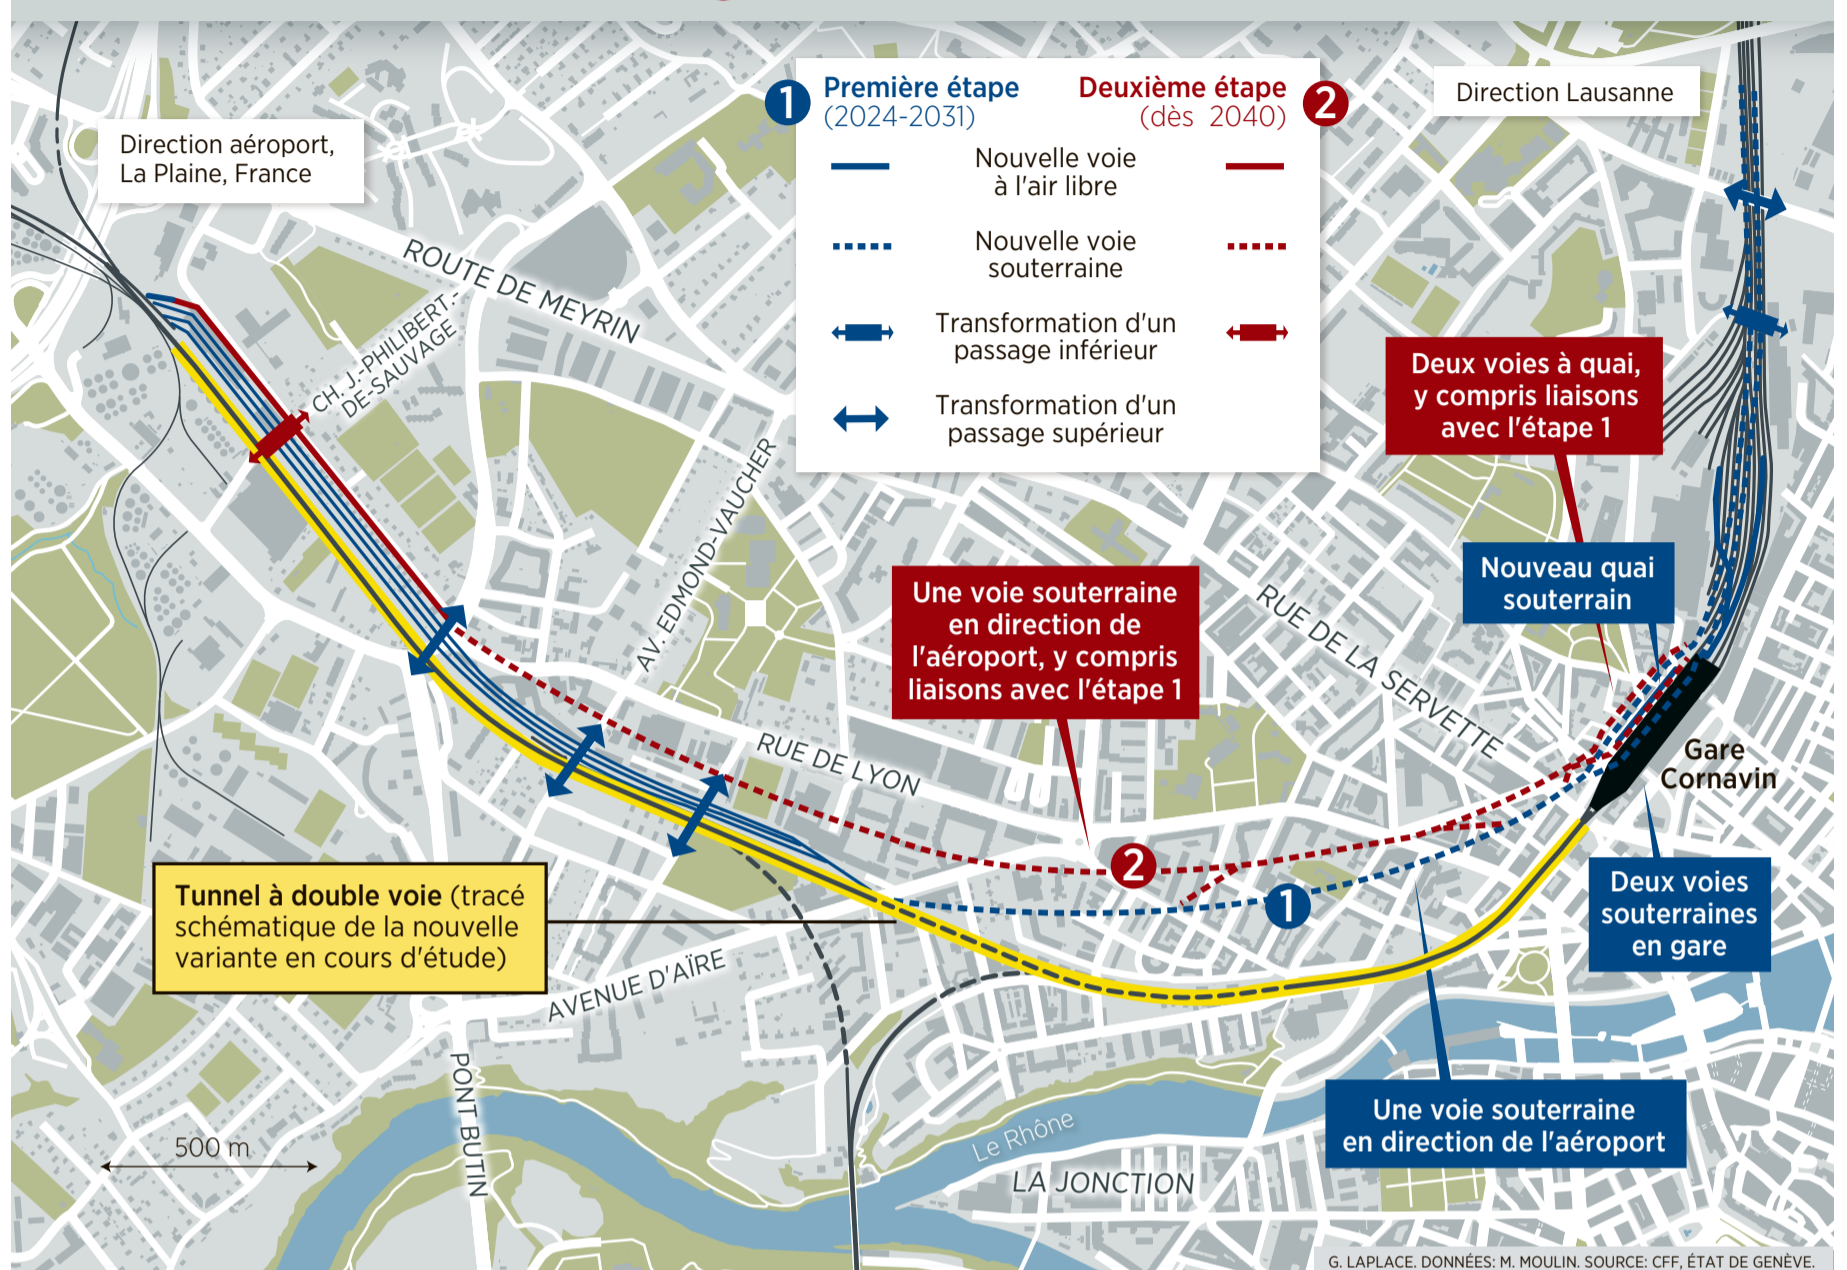 1 Première étape
(2024-2031)
Deuxième étape 2
(dès 2040)
Nouvelle voie
à l'air libre
Nouvelle voie
souterraine
Transformation d'un
passage inférieur
Transformation d'un
passage supérieur
Direction Lausanne
Direction aéroport,
La Plaine, France
ROUTE DE MEYRIN
CH. J.-PHILIBERT.-
DE-SAUVAGE
AV. EDMOND-VAUCHER
Deux voies à quai,
y compris liaisons
avec l'étape 1
Nouveau quai
souterrain
Une voie souterraine
en direction de
l'aéroport, y compris
liaisons avec l'étape 1
RUE DE LA SERVETTE
RUE DE LYON
Gare
Cornavin
2
1
Tunnel à double voie (tracé
schématique de la nouvelle
variante en cours d'étude)
Deux voies
souterraines
en gare
AVENUE D'AÏRE
PONT BUTIN
Une voie souterraine
en direction de l'aéroport
500 m
Le Rhône
LA JONCTION
G. LAPLACE. DONNÉES: M. MOULIN. SOURCE: CFF, ÉTAT DE GENÈVE.